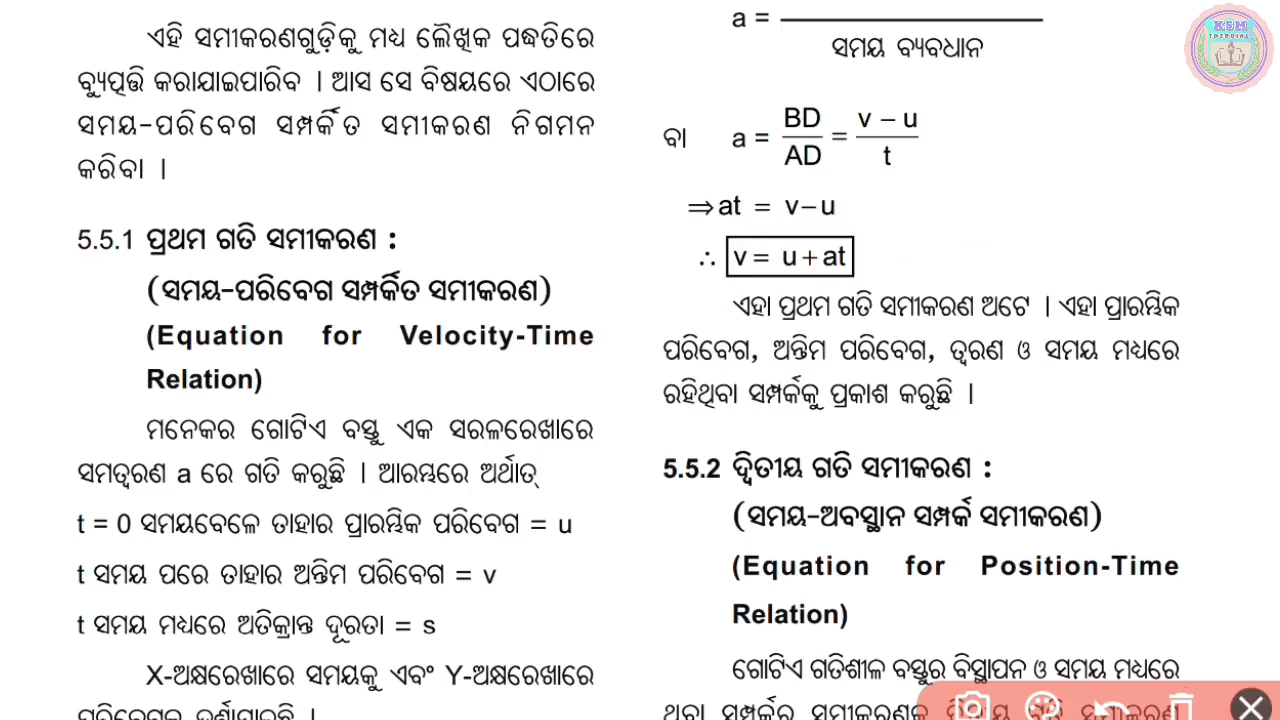 ଏହି ସମୀକରଣଗୁଡ଼ିକୁ ମଧ୍ୟ ଲୈଖିକ ପଦ୍ଧତିରେ
ବ୍ୟୁତ୍ପତ୍ତି କରାଯାଇପାରିବ । ଆସ ସେ ବିଷୟରେ ଏଠାରେ
ସମୟ-ପରିବେଗ ସମ୍ପର୍କିତ ସମୀକରଣ ନିଗମନ
କରିବା ।
5.5.1 ପ୍ରଥମ ଗତି ସମୀକରଣ :
(ସମୟ-ପରିବେଗ ସମ୍ପର୍କିତ ସମୀକରଣ)
(Equation for Velocity-Time
Relation)
ମନେକର ଗୋଟିଏ ବସ୍ତୁ ଏକ ସରଳରେଖାରେ
ସମତ୍ୱରଣ a ରେ ଗତି କରୁଛି । ଆରମ୍ଭରେ ଅର୍ଥାତ୍
t = 0 ସମୟବେଳେ ତାହାର ପ୍ରାରମ୍ଭିକ ପରିବେଗ = u
t ସମୟ ପରେ ତାହାର ଅନ୍ତିମ ପରିବେଗ = v
t ସମୟ ମଧ୍ୟରେ ଅତିକ୍ରାନ୍ତ ଦୂରତା = s
X-ଅକ୍ଷରେଖାରେ ସମୟକୁ ଏବଂ Y-ଅକ୍ଷରେଖାରେ
a =
ସମୟ ବ୍ୟବଧାନ
ବା a = BD/AD = v – u/t
⇒ at = v – u
∴ v = u + at
ଏହା ପ୍ରଥମ ଗତି ସମୀକରଣ ଅଟେ । ଏହା ପ୍ରାରମ୍ଭିକ
ପରିବେଗ, ଅନ୍ତିମ ପରିବେଗ, ତ୍ୱରଣ ଓ ସମୟ ମଧ୍ୟରେ
ରହିଥିବା ସମ୍ପର୍କକୁ ପ୍ରକାଶ କରୁଛି ।
5.5.2 ଦ୍ୱିତୀୟ ଗତି ସମୀକରଣ :
(ସମୟ-ଅବସ୍ଥାନ ସମ୍ପର୍କ ସମୀକରଣ)
(Equation for Position-Time
Relation)
ଗୋଟିଏ ଗତିଶୀଳ ବସ୍ତୁର ବିସ୍ଥାପନ ଓ ସମୟ ମଧ୍ୟରେ
KSM